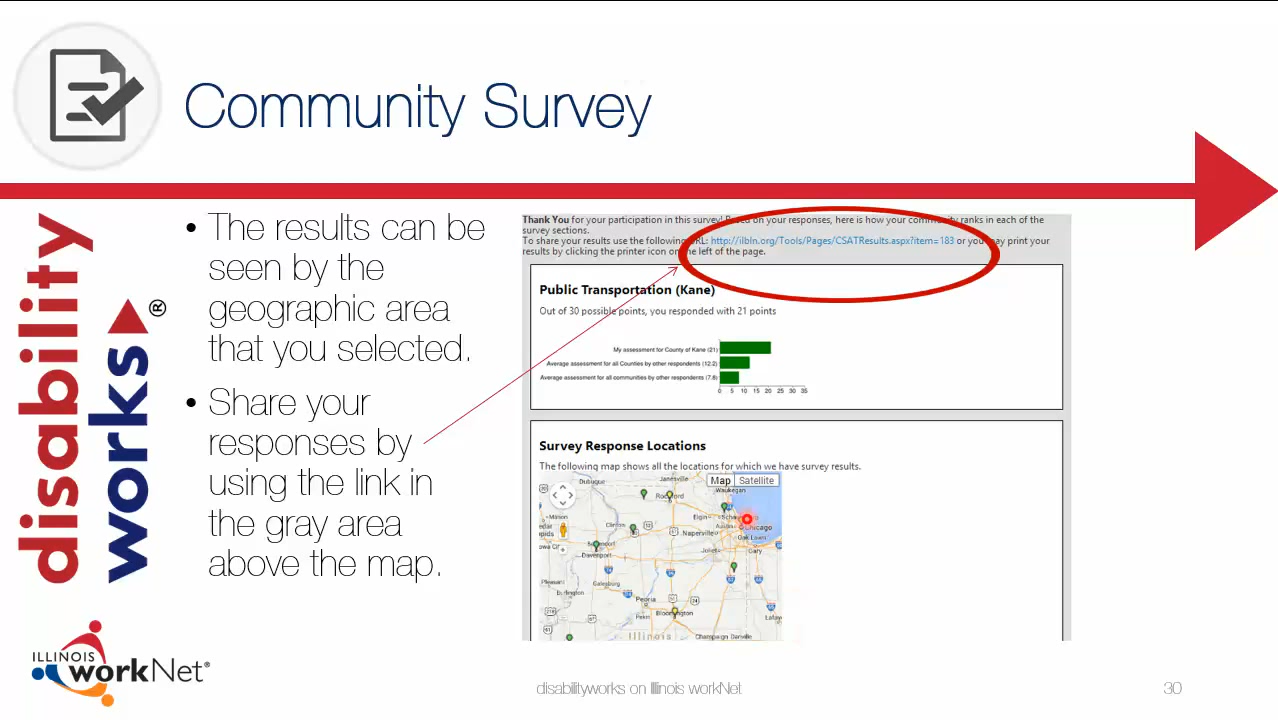 Community Survey
disability
works®
• The results can be
seen by the
geographic area
that you selected.
• Share your
responses by
using the link in
the gray area
above the map.
Thank You for your participation in this survey! Based on your responses, here is how your community ranks in each of the
survey sections.
To share your results use the following URL: http://ilbln.org/Tools/Pages/CSATResults.aspx?item=183 or you may print your
results by clicking the printer icon on the left of the page.
Public Transportation (Kane)
Out of 30 possible points, you responded with 21 points
My assessment for County of Kane (21)
Average assessment for all Counties by other respondents (12.2)
Average assessment for all communities by other respondents (7.8)
0 5 10 15 20 25 30 35
Survey Response Locations
The following map shows all the locations for which we have survey results.
Map Satellite
Dubuque
Janesville
Waukegan
Rockford
Elgin
Clinton
Chicago
Naperville
Oak Lawn
Joliet
Gary
Davenport
Galesburg
Burlington
Peoria
Pekin
Bloomington
Illinois
Champaign Danville
ILLINOIS
workNet®
disabilityworks on Illinois workNet
30